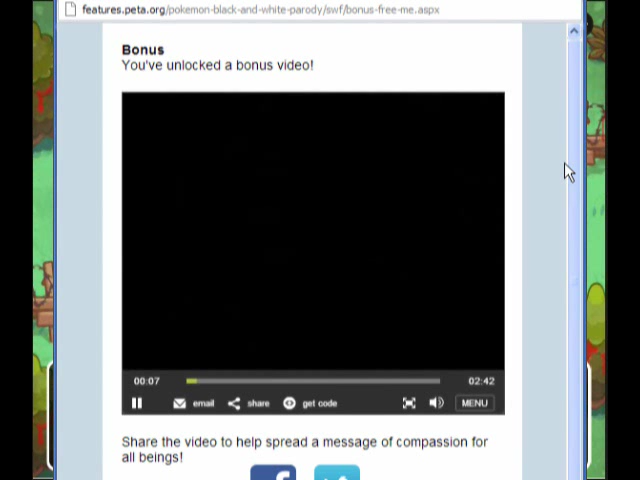 features.peta.org/pokemon-black-and-white-parody/swf/bonus-free-me.aspx
Bonus
You've unlocked a bonus video!
00:07
02:42
email
share
get code
MENU
Share the video to help spread a message of compassion for
all beings!